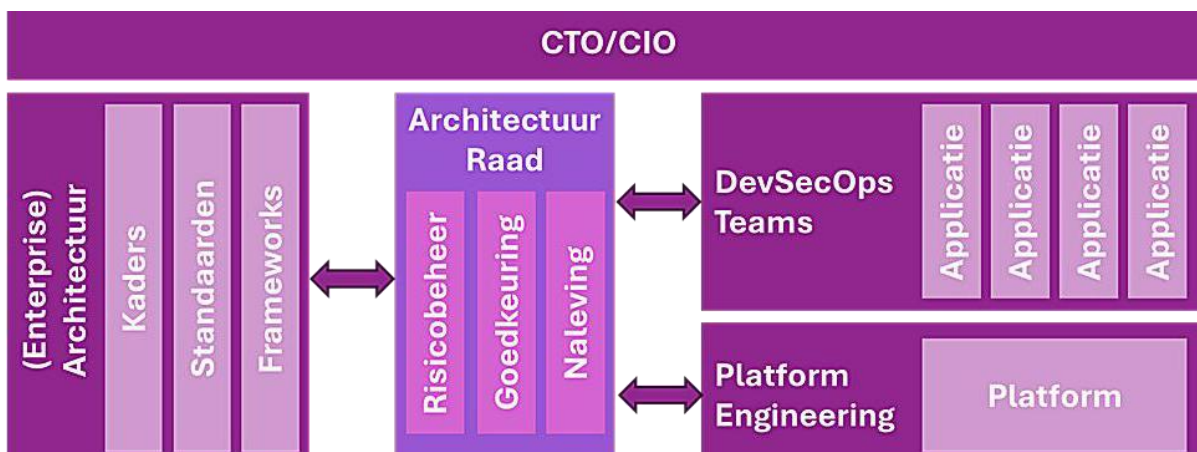 CTO/CIO
(Enterprise)
Architectuur
Kaders
Standaarden
Frameworks
Architectuur
Raad
Risicobeheer
Goedkeuring
Naleving
DevSecOps
Teams
Applicatie
Applicatie
Applicatie
Applicatie
Platform
Engineering
Platform